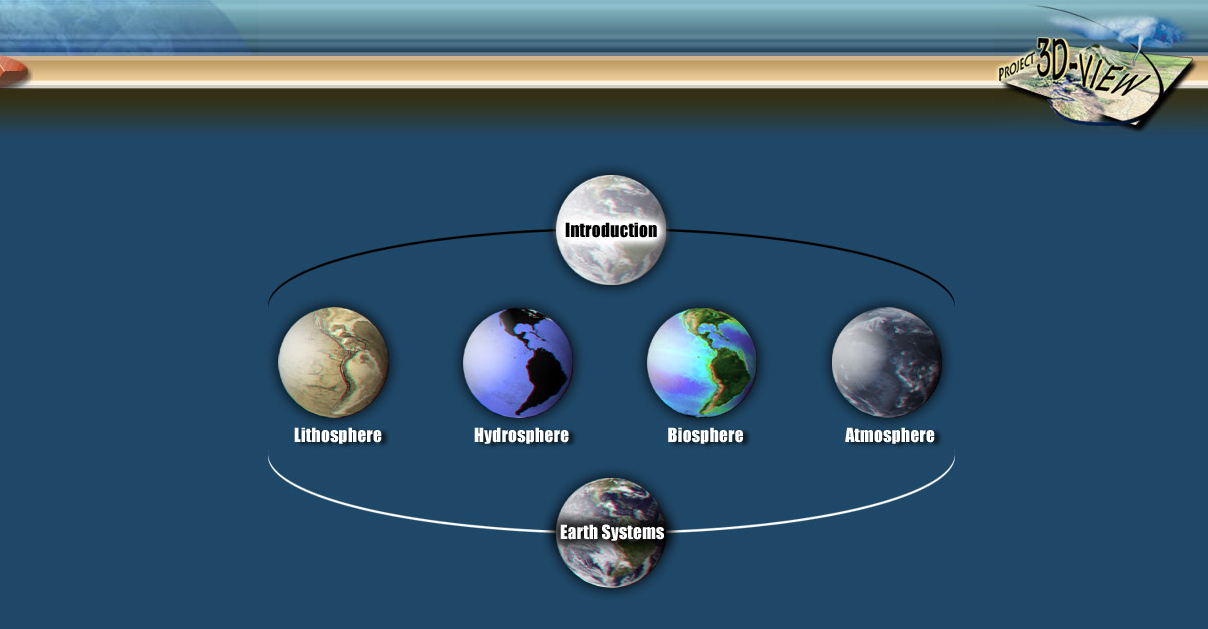 PROJECT 3D-VIEW
Introduction
Lithosphere
Hydrosphere
Biosphere
Atmosphere
Earth Systems